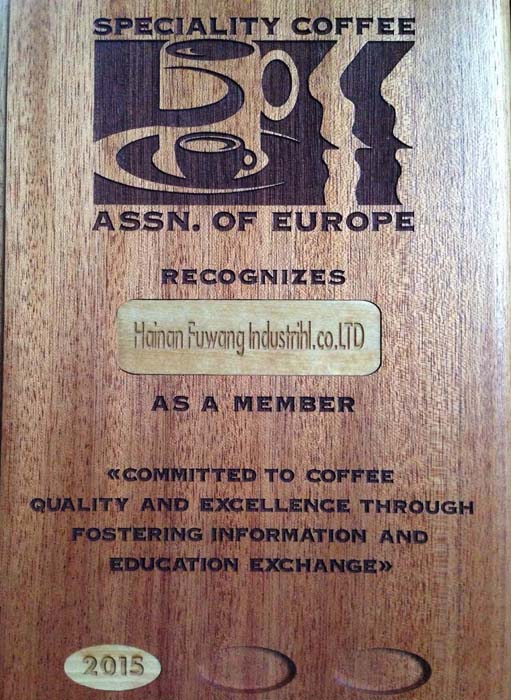 SPECIALITY COFFEE
ASSN. OF EUROPE
RECOGNIZES
Hainan Fuwang Industrihl.co.LTD
AS A MEMBER
«COMMITTED TO COFFEE
QUALITY AND EXCELLENCE THROUGH
FOSTERING INFORMATION AND
EDUCATION EXCHANGE»
2015